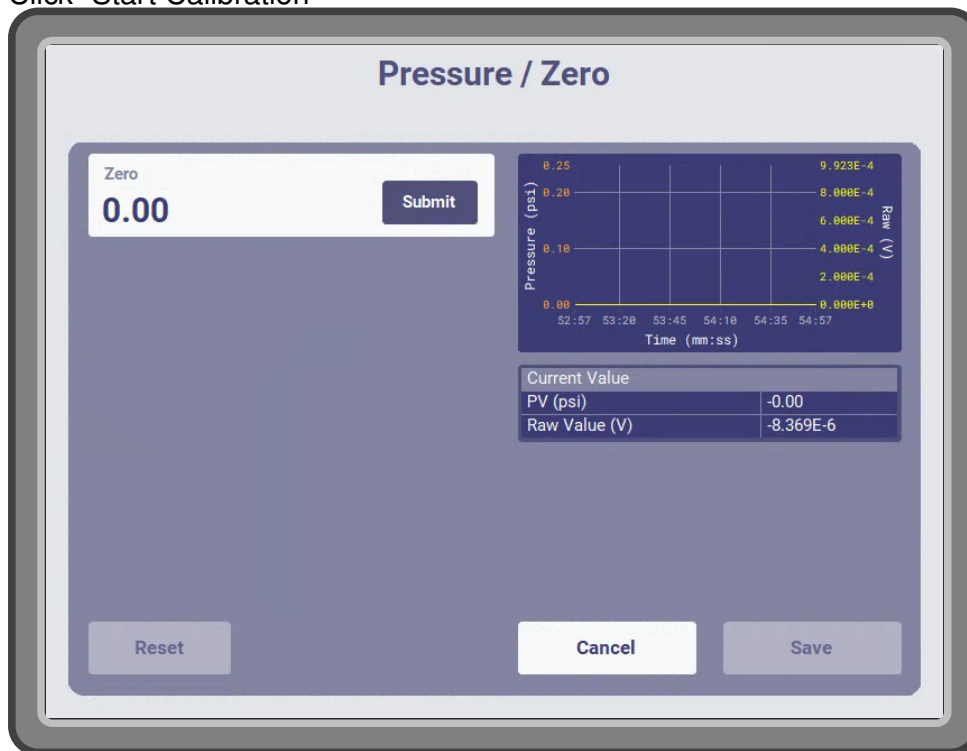 Click "Start Calibration"
Pressure / Zero
Zero
0.00
Submit
0.25
0.20
0.10
0.00
Pressure (psi)
9.923E-4
8.000E-4
6.000E-4
4.000E-4
2.000E-4
0.000E+0
Raw (V)
52:57 53:20 53:45 54:10 54:35 54:57
Time (mm:ss)
Current Value
PV (psi) -0.00
Raw Value (V) -8.369E-6
Reset
Cancel
Save